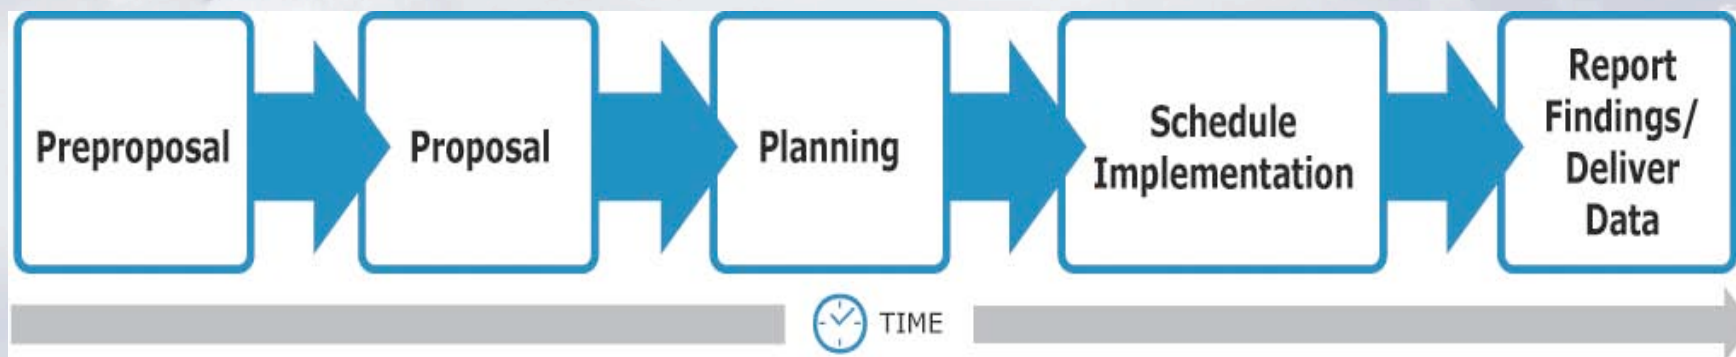 Preproposal
Proposal
Planning
Schedule
Implementation
Report
Findings/
Deliver
Data
TIME